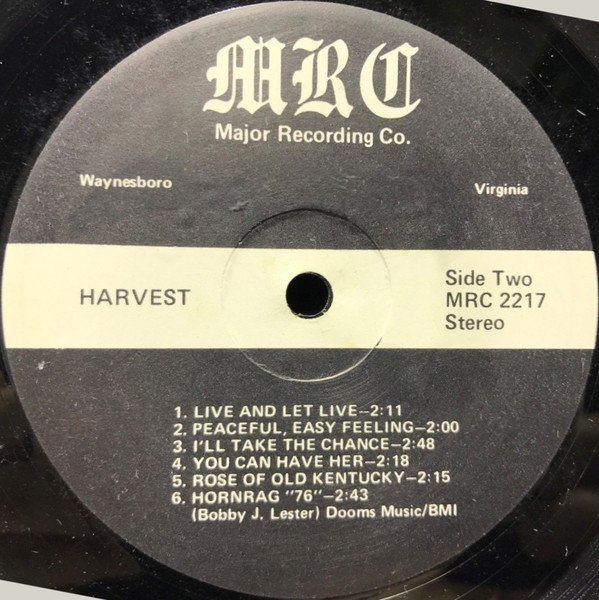 MRC
Major Recording Co.
Waynesboro
Virginia
HARVEST
Side Two
MRC 2217
Stereo
1. LIVE AND LET LIVE—2:11
2. PEACEFUL, EASY FEELING—2:00
3. I'LL TAKE THE CHANCE—2:48
4. YOU CAN HAVE HER—2:18
5. ROSE OF OLD KENTUCKY—2:15
6. HORNRAG "76"—2:43
(Bobby J. Lester) Dooms Music/BMI